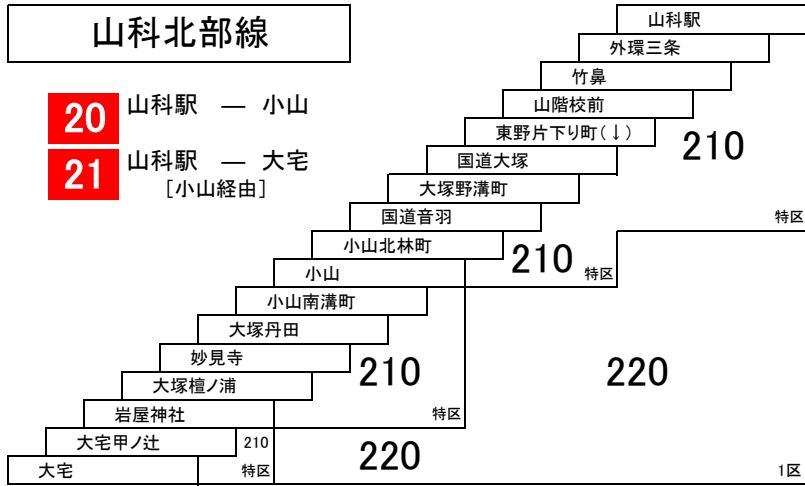 山科北部線
20 山科駅 ― 小山
21 山科駅 ― 大宅
[小山経由]
山科駅
外環三条
竹鼻
山階校前
東野片下り町(↓)
210
国道大塚
大塚野溝町
国道音羽
特区
小山北林町
210
特区
小山
小山南溝町
大塚丹田
妙見寺
210
220
大塚檀ノ浦
岩屋神社
特区
大宅甲ノ辻
210
220
大宅
特区
1区